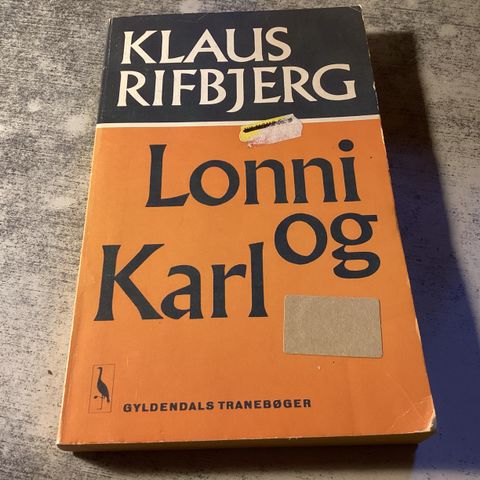 KLAUS
RIFBJERG
Lonni
og
Karl
GYLDENDALS TRANEBØGER